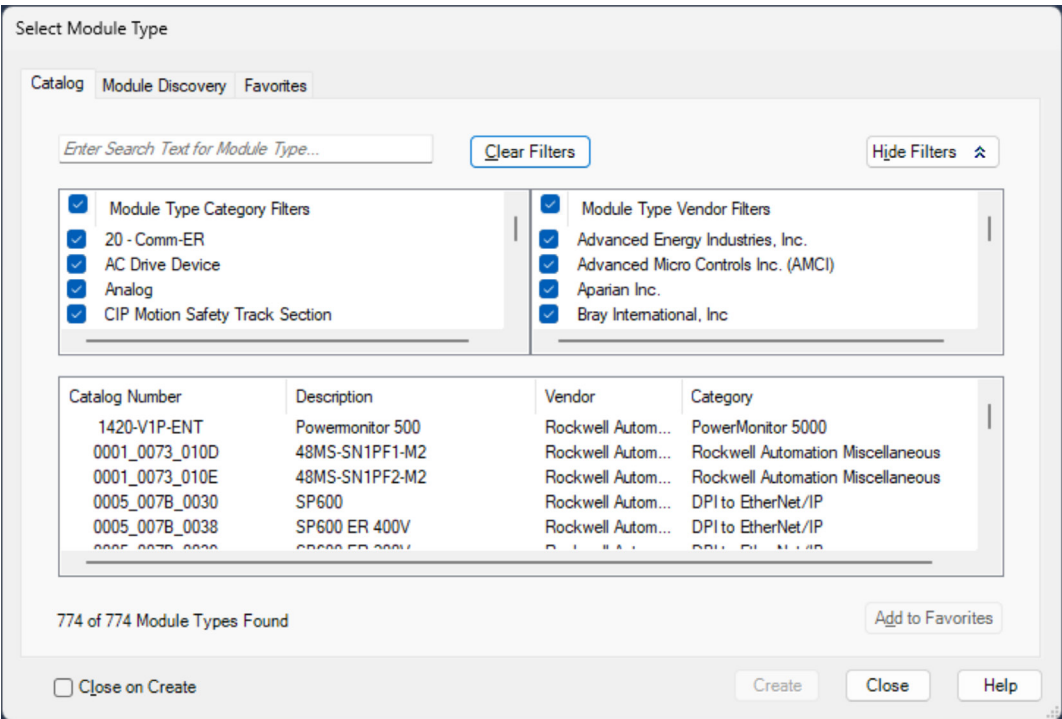 Select Module Type
Catalog Module Discovery Favorites
Enter Search Text for Module Type... Clear Filters Hide Filters
Module Type Category Filters
20 - Comm-ER
AC Drive Device
Analog
CIP Motion Safety Track Section
Module Type Vendor Filters
Advanced Energy Industries, Inc.
Advanced Micro Controls Inc. (AMCI)
Aparian Inc.
Bray International, Inc
Catalog Number Description Vendor Category
1420-V1P-ENT Powermonitor 500 Rockwell Autom... PowerMonitor 5000
0001_0073_010D 48MS-SN1PF1-M2 Rockwell Autom... Rockwell Automation Miscellaneous
0001_0073_010E 48MS-SN1PF2-M2 Rockwell Autom... Rockwell Automation Miscellaneous
0005_007B_0030 SP600 Rockwell Autom... DPI to EtherNet/IP
0005_007B_0038 SP600 ER 400V Rockwell Autom... DPI to EtherNet/IP
774 of 774 Module Types Found Add to Favorites
Close on Create Create Close Help